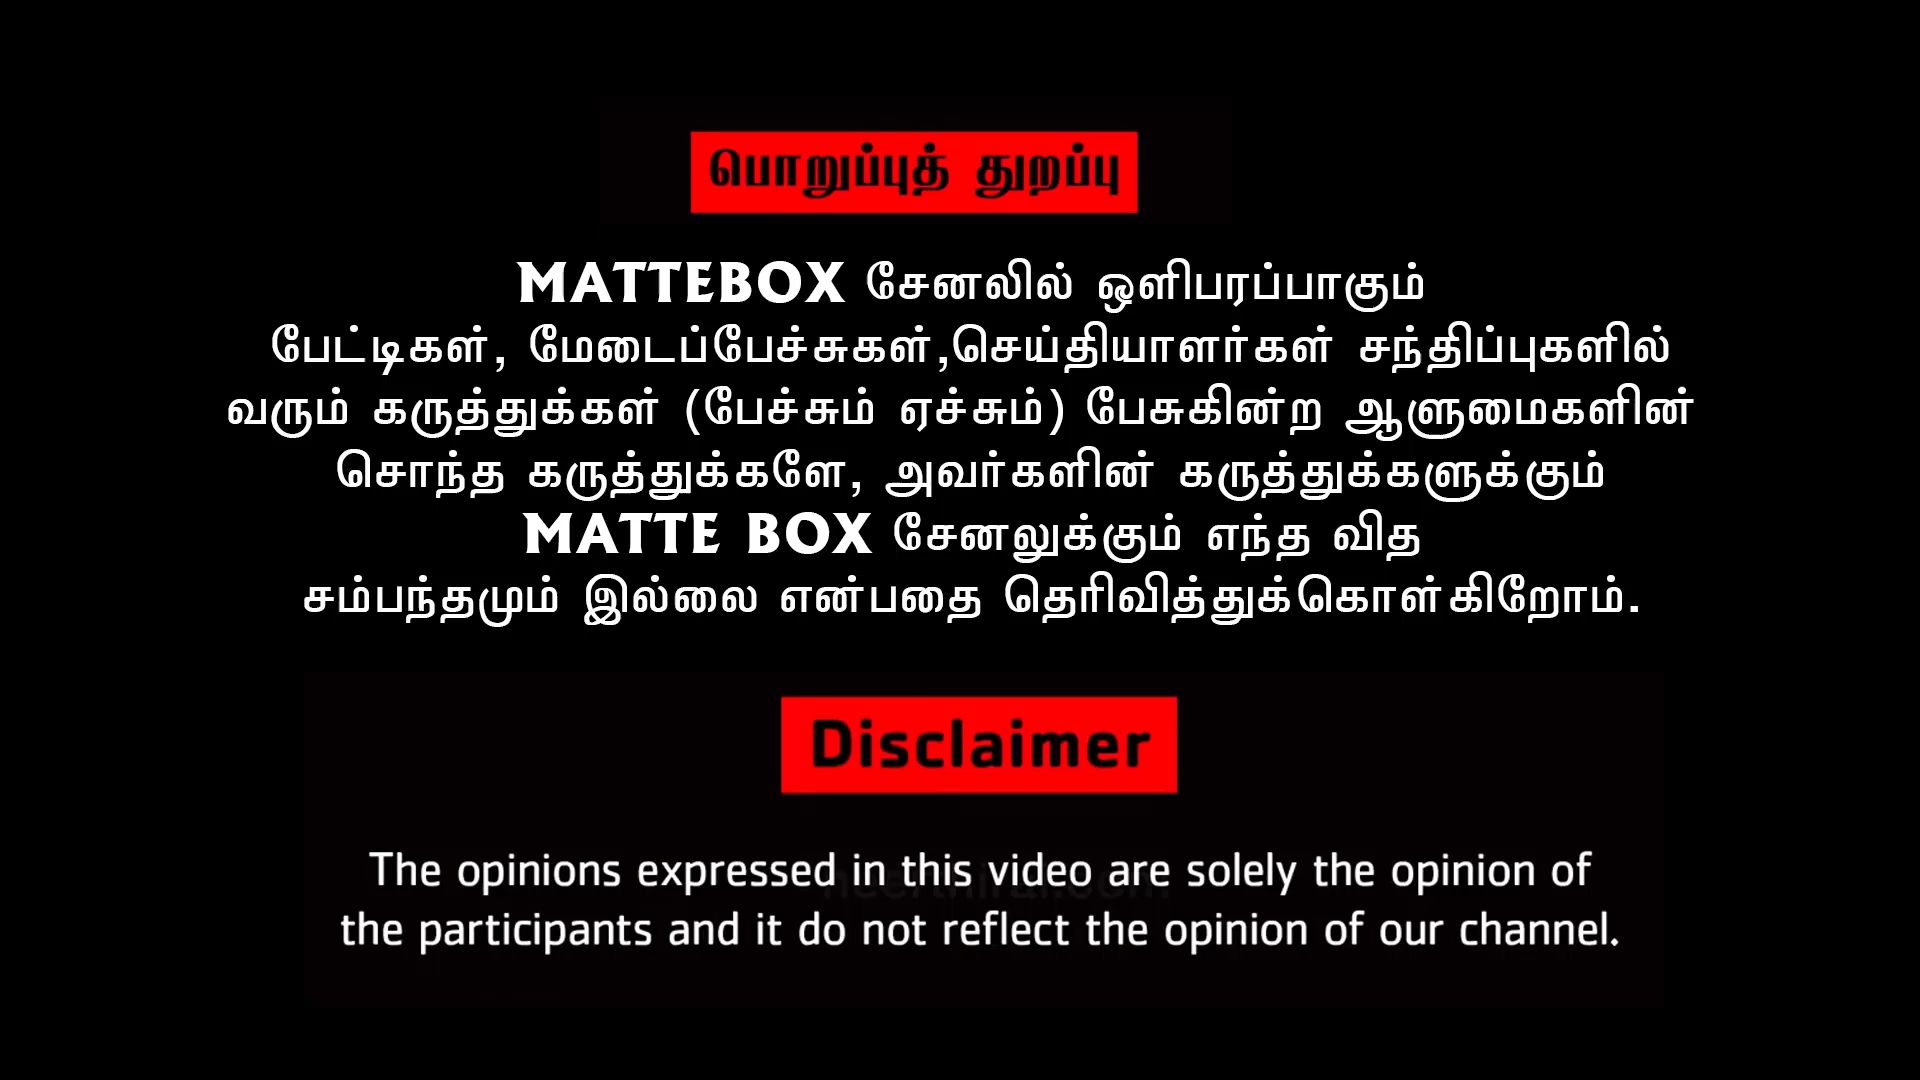 பொறுப்புத் துறப்பு
MATTEBOX சேனலில் ஒளிபரப்பாகும்
பேட்டிகள், மேடைப்பேச்சுகள்,செய்தியாளர்கள் சந்திப்புகளில்
வரும் கருத்துக்கள் (பேச்சும் ஏச்சும்) பேசுகின்ற ஆளுமைகளின்
சொந்த கருத்துக்களே, அவர்களின் கருத்துக்களுக்கும்
MATTE BOX சேனலுக்கும் எந்த வித
சம்பந்தமும் இல்லை என்பதை தெரிவித்துக்கொள்கிறோம்.
Disclaimer
The opinions expressed in this video are solely the opinion of
the participants and it do not reflect the opinion of our channel.